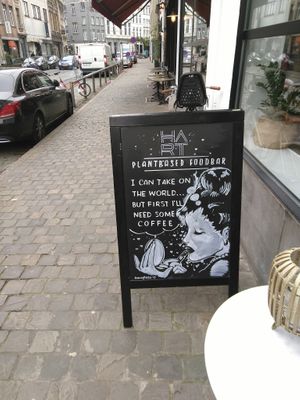 HA
RT
PLANTBASED FOODBAR
I CAN TAKE ON
THE WORLD...
BUT FIRST I'LL
NEED SOME
COFFEE